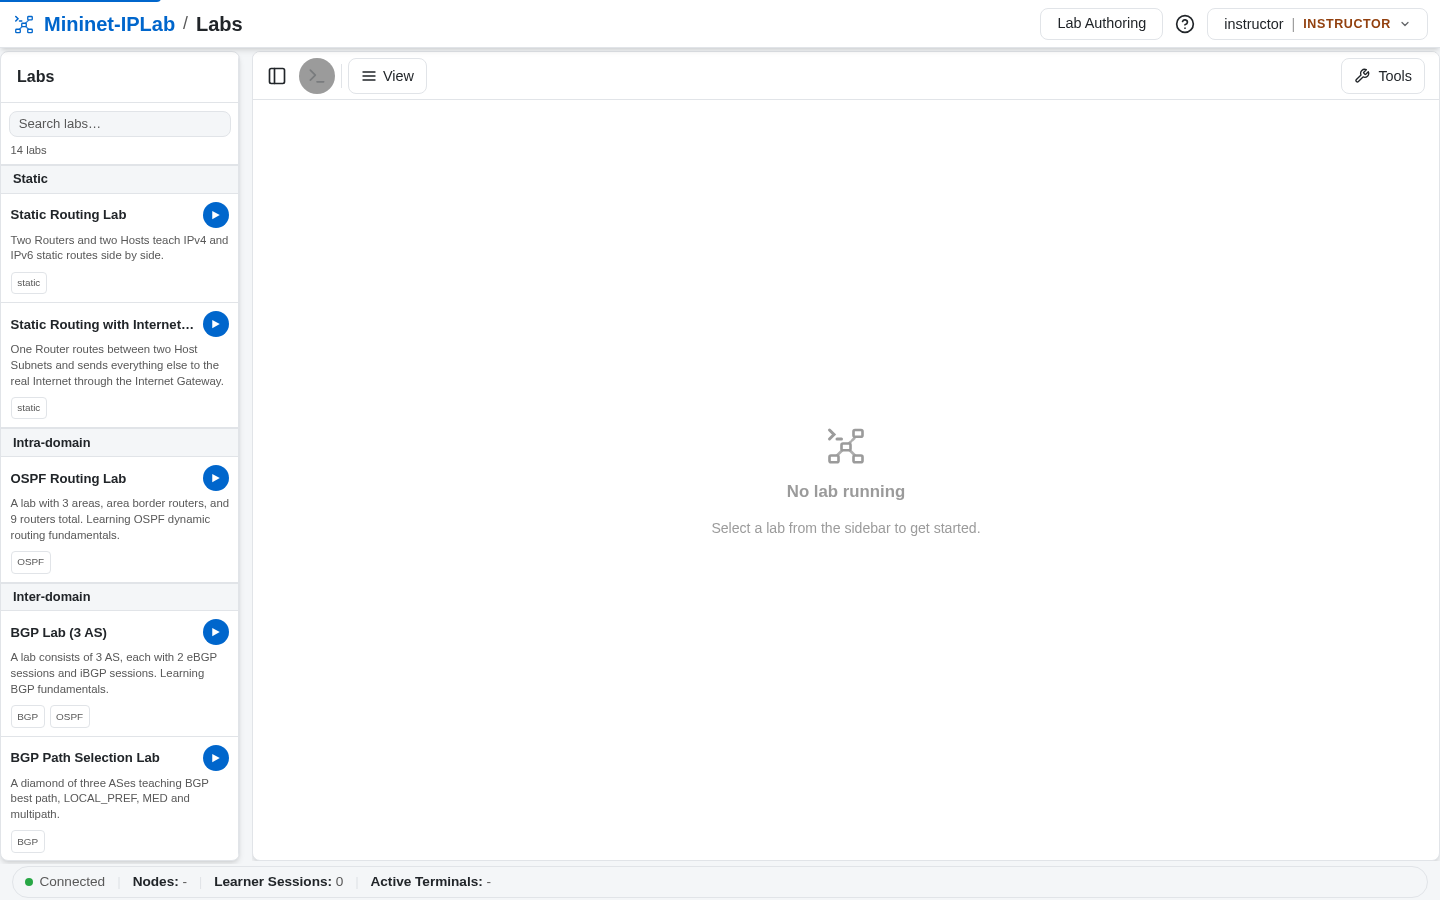 Mininet-IPLab / Labs
Lab Authoring
instructor | INSTRUCTOR
Labs
Search labs…
14 labs
Static
Static Routing Lab
Two Routers and two Hosts teach IPv4 and
IPv6 static routes side by side.
static
Static Routing with Internet…
One Router routes between two Host
Subnets and sends everything else to the
real Internet through the Internet Gateway.
static
Intra-domain
OSPF Routing Lab
A lab with 3 areas, area border routers, and
9 routers total. Learning OSPF dynamic
routing fundamentals.
OSPF
Inter-domain
BGP Lab (3 AS)
A lab consists of 3 AS, each with 2 eBGP
sessions and iBGP sessions. Learning
BGP fundamentals.
BGP OSPF
BGP Path Selection Lab
A diamond of three ASes teaching BGP
best path, LOCAL_PREF, MED and
multipath.
BGP
View
Tools
No lab running
Select a lab from the sidebar to get started.
Connected | Nodes: - | Learner Sessions: 0 | Active Terminals: -